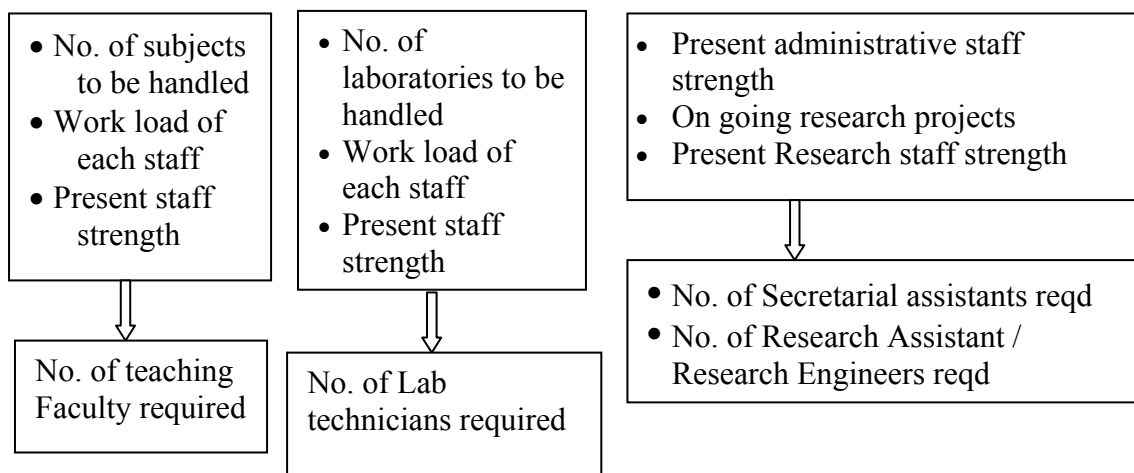 • No. of subjects
to be handled
• Work load of
each staff
• Present staff
strength
No. of teaching
Faculty required
• No. of
laboratories to be
handled
• Work load of
each staff
• Present staff
strength
No. of Lab
technicians required
• Present administrative staff
strength
• On going research projects
• Present Research staff strength
• No. of Secretarial assistants reqd
• No. of Research Assistant /
Research Engineers reqd